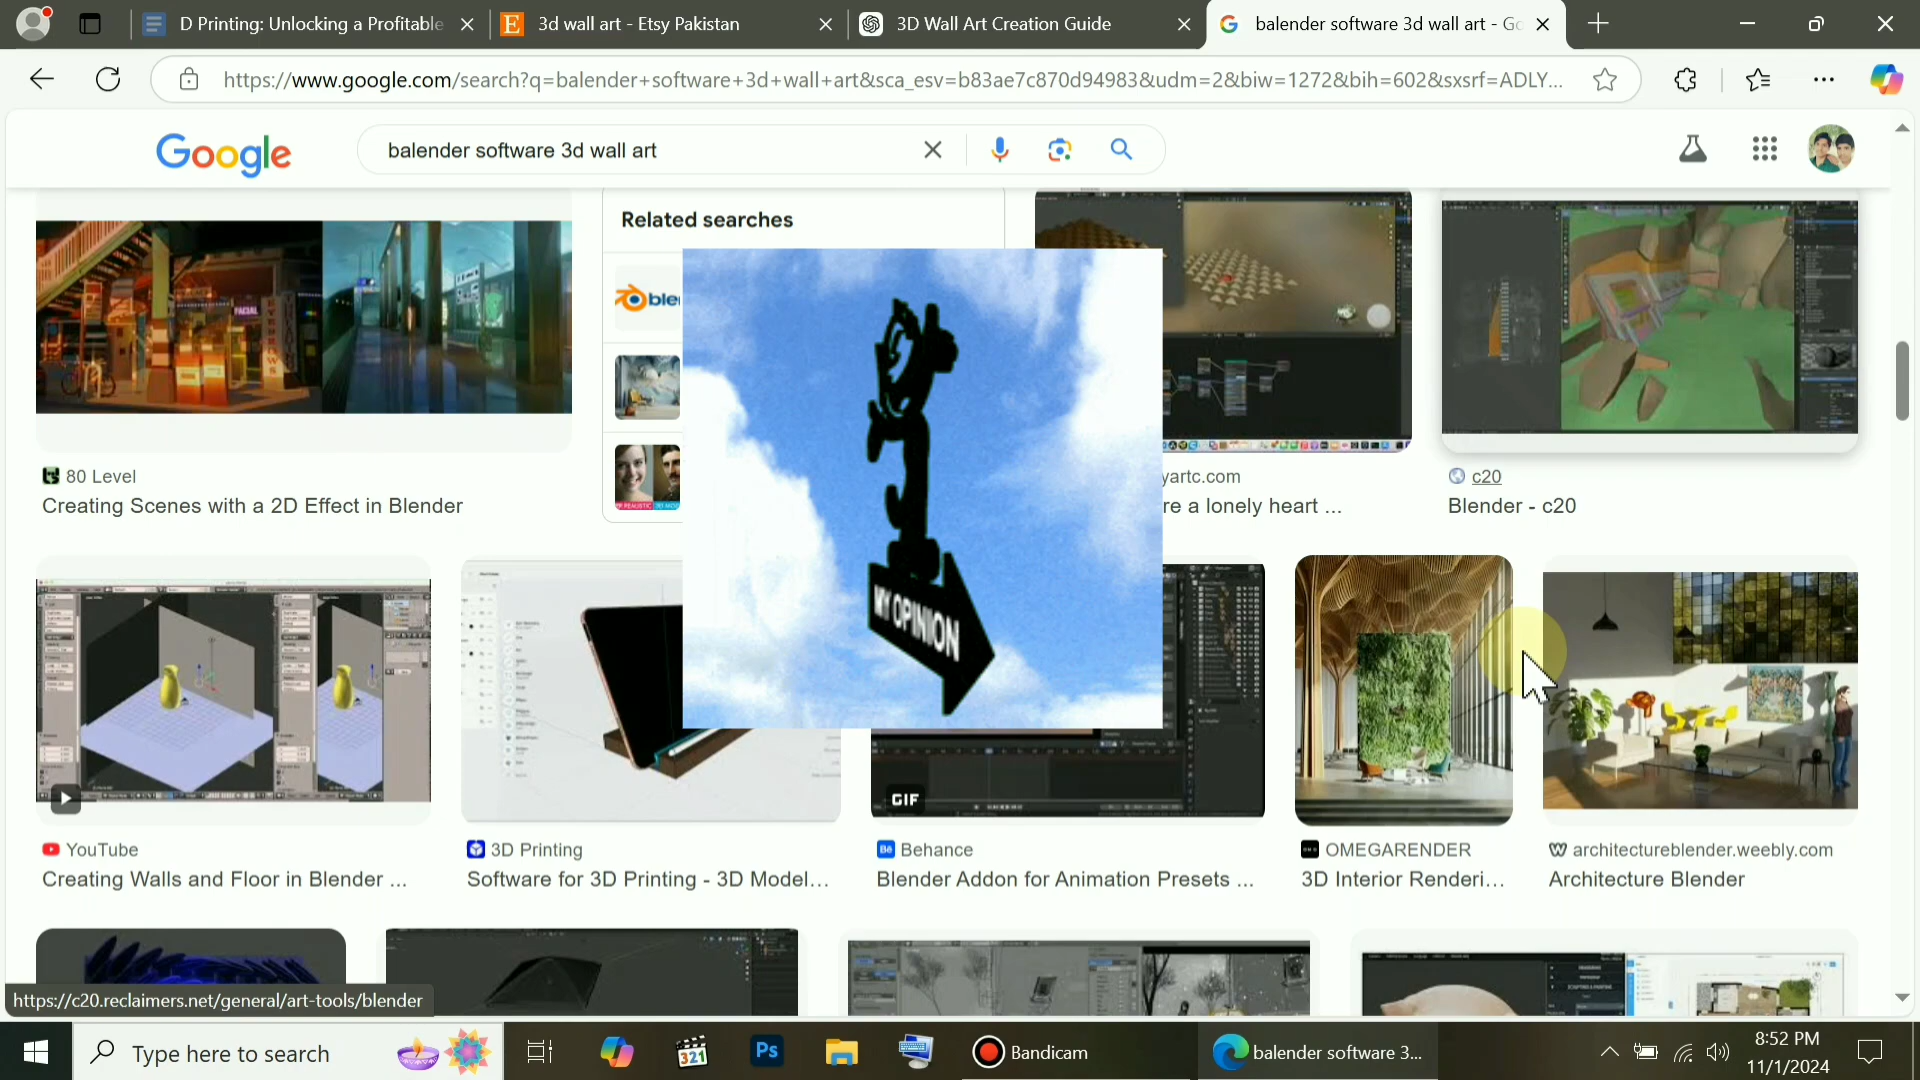 D Printing: Unlocking a Profitable
3d wall art - Etsy Pakistan
3D Wall Art Creation Guide
balender software 3d wall art - Go
https://www.google.com/search?q=balender+software+3d+wall+art&sca_esv=b83ae7c870d94983&udm=2&biw=1272&bih=602&sxsrf=ADLY...
Google
balender software 3d wall art
Related searches
FACIAL
ble
MY OPINION
80 Level
Creating Scenes with a 2D Effect in Blender
yartc.com
re a lonely heart ...
c20
Blender - c20
GIF
YouTube
Creating Walls and Floor in Blender ...
3D Printing
Software for 3D Printing - 3D Model...
Behance
Blender Addon for Animation Presets ...
OMEGARENDER
3D Interior Renderi...
architectureblender.weebly.com
Architecture Blender
https://c20.reclaimers.net/general/art-tools/blender
Type here to search
321
Ps
Bandicam
balender software 3...
8:52 PM
11/1/2024